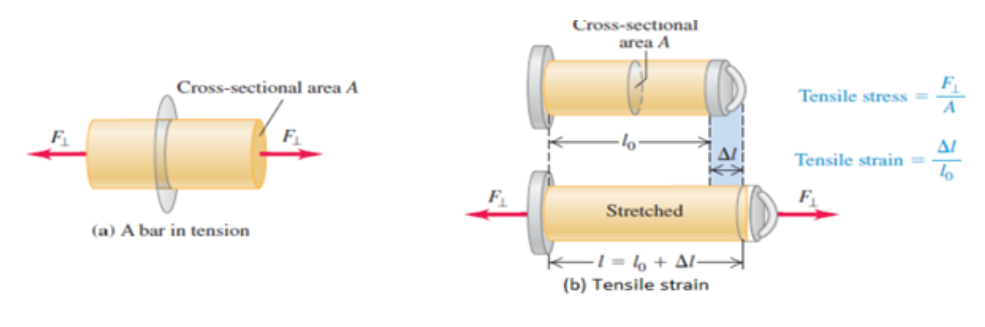 Cross-sectional area A
F⊥
F⊥
(a) A bar in tension
Cross-sectional
area A
l₀
Δl
F⊥
Stretched
F⊥
l = l₀ + Δl
(b) Tensile strain
Tensile stress = F⊥/A
Tensile strain = Δl/l₀